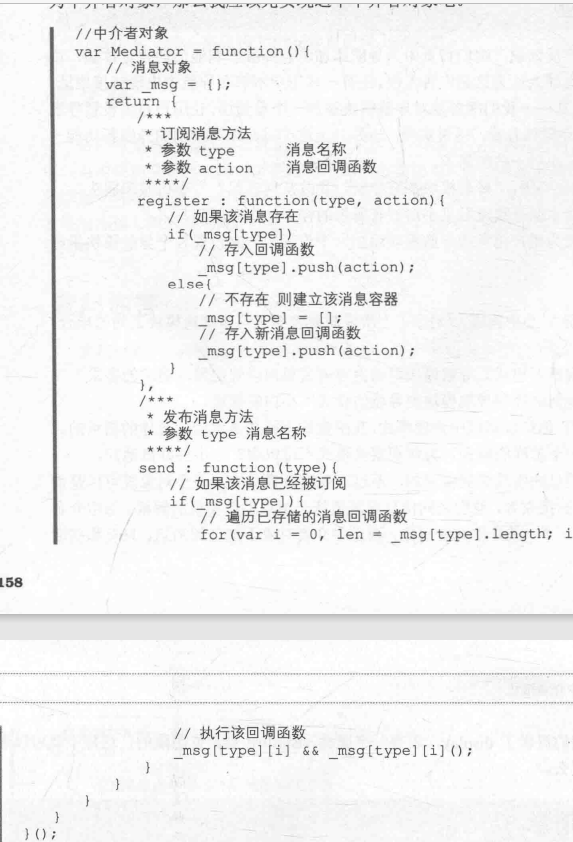 //中介者对象
var Mediator = function(){
// 消息对象
var _msg = {};
return {
/***
* 订阅消息方法
* 参数 type 消息名称
* 参数 action 消息回调函数
****/
register : function(type, action){
// 如果该消息存在
if(_msg[type])
// 存入回调函数
_msg[type].push(action);
else{
// 不存在 则建立该消息容器
_msg[type] = [];
// 存入新消息回调函数
_msg[type].push(action);
}
},
/***
* 发布消息方法
* 参数 type 消息名称
****/
send : function(type){
// 如果该消息已经被订阅
if(_msg[type]){
// 遍历已存储的消息回调函数
for(var i = 0, len = _msg[type].length; i
158
// 执行该回调函数
_msg[type][i] && _msg[type][i]();
}
}
}
}
}();